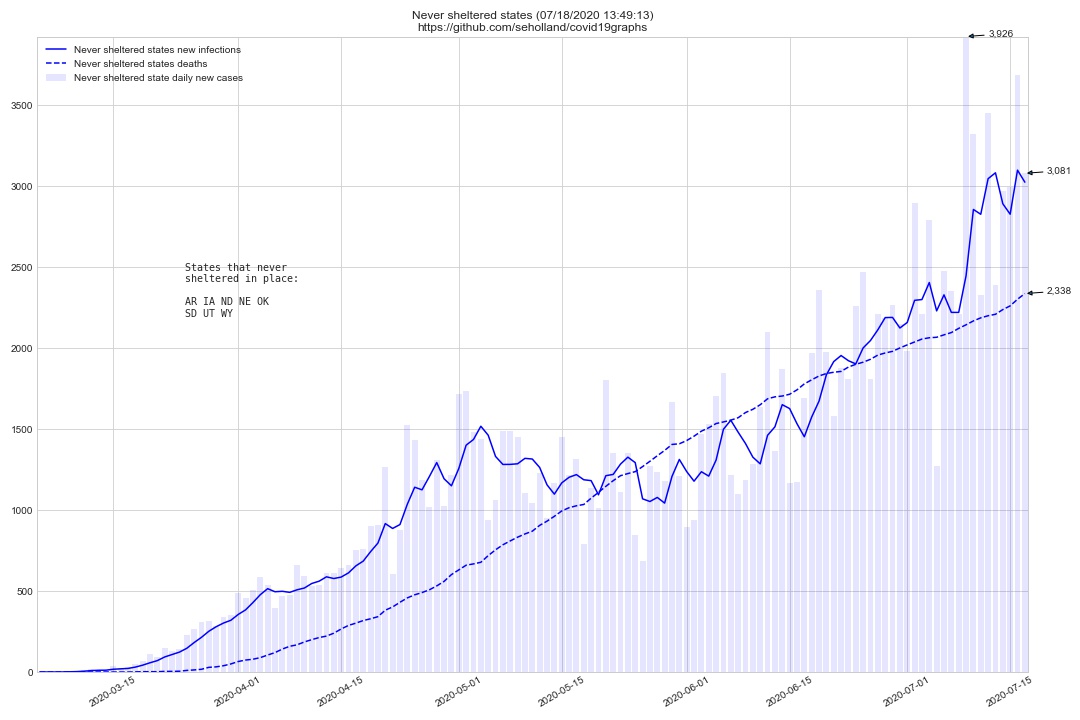 Never sheltered states (07/18/2020 13:49:13)
https://github.com/seholland/covid19graphs
3,926
Never sheltered states new infections
Never sheltered states deaths
Never sheltered state daily new cases
3500
3,081
3000
2500
States that never
sheltered in place:
AR IA ND NE OK
SD UT WY
2,338
2000
1500
1000
500
0
2020-03-15
2020-04-01
2020-04-15
2020-05-01
2020-05-15
2020-06-01
2020-06-15
2020-07-01
2020-07-15